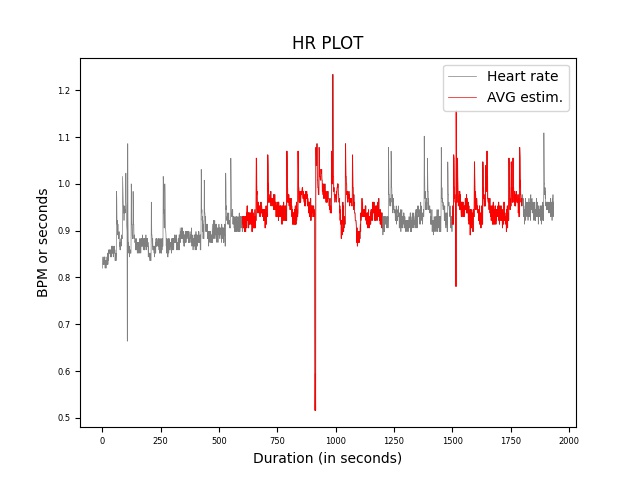 HR PLOT
Heart rate
AVG estim.
BPM or seconds
1.2
1.1
1.0
0.9
0.8
0.7
0.6
0.5
0 250 500 750 1000 1250 1500 1750 2000
Duration (in seconds)